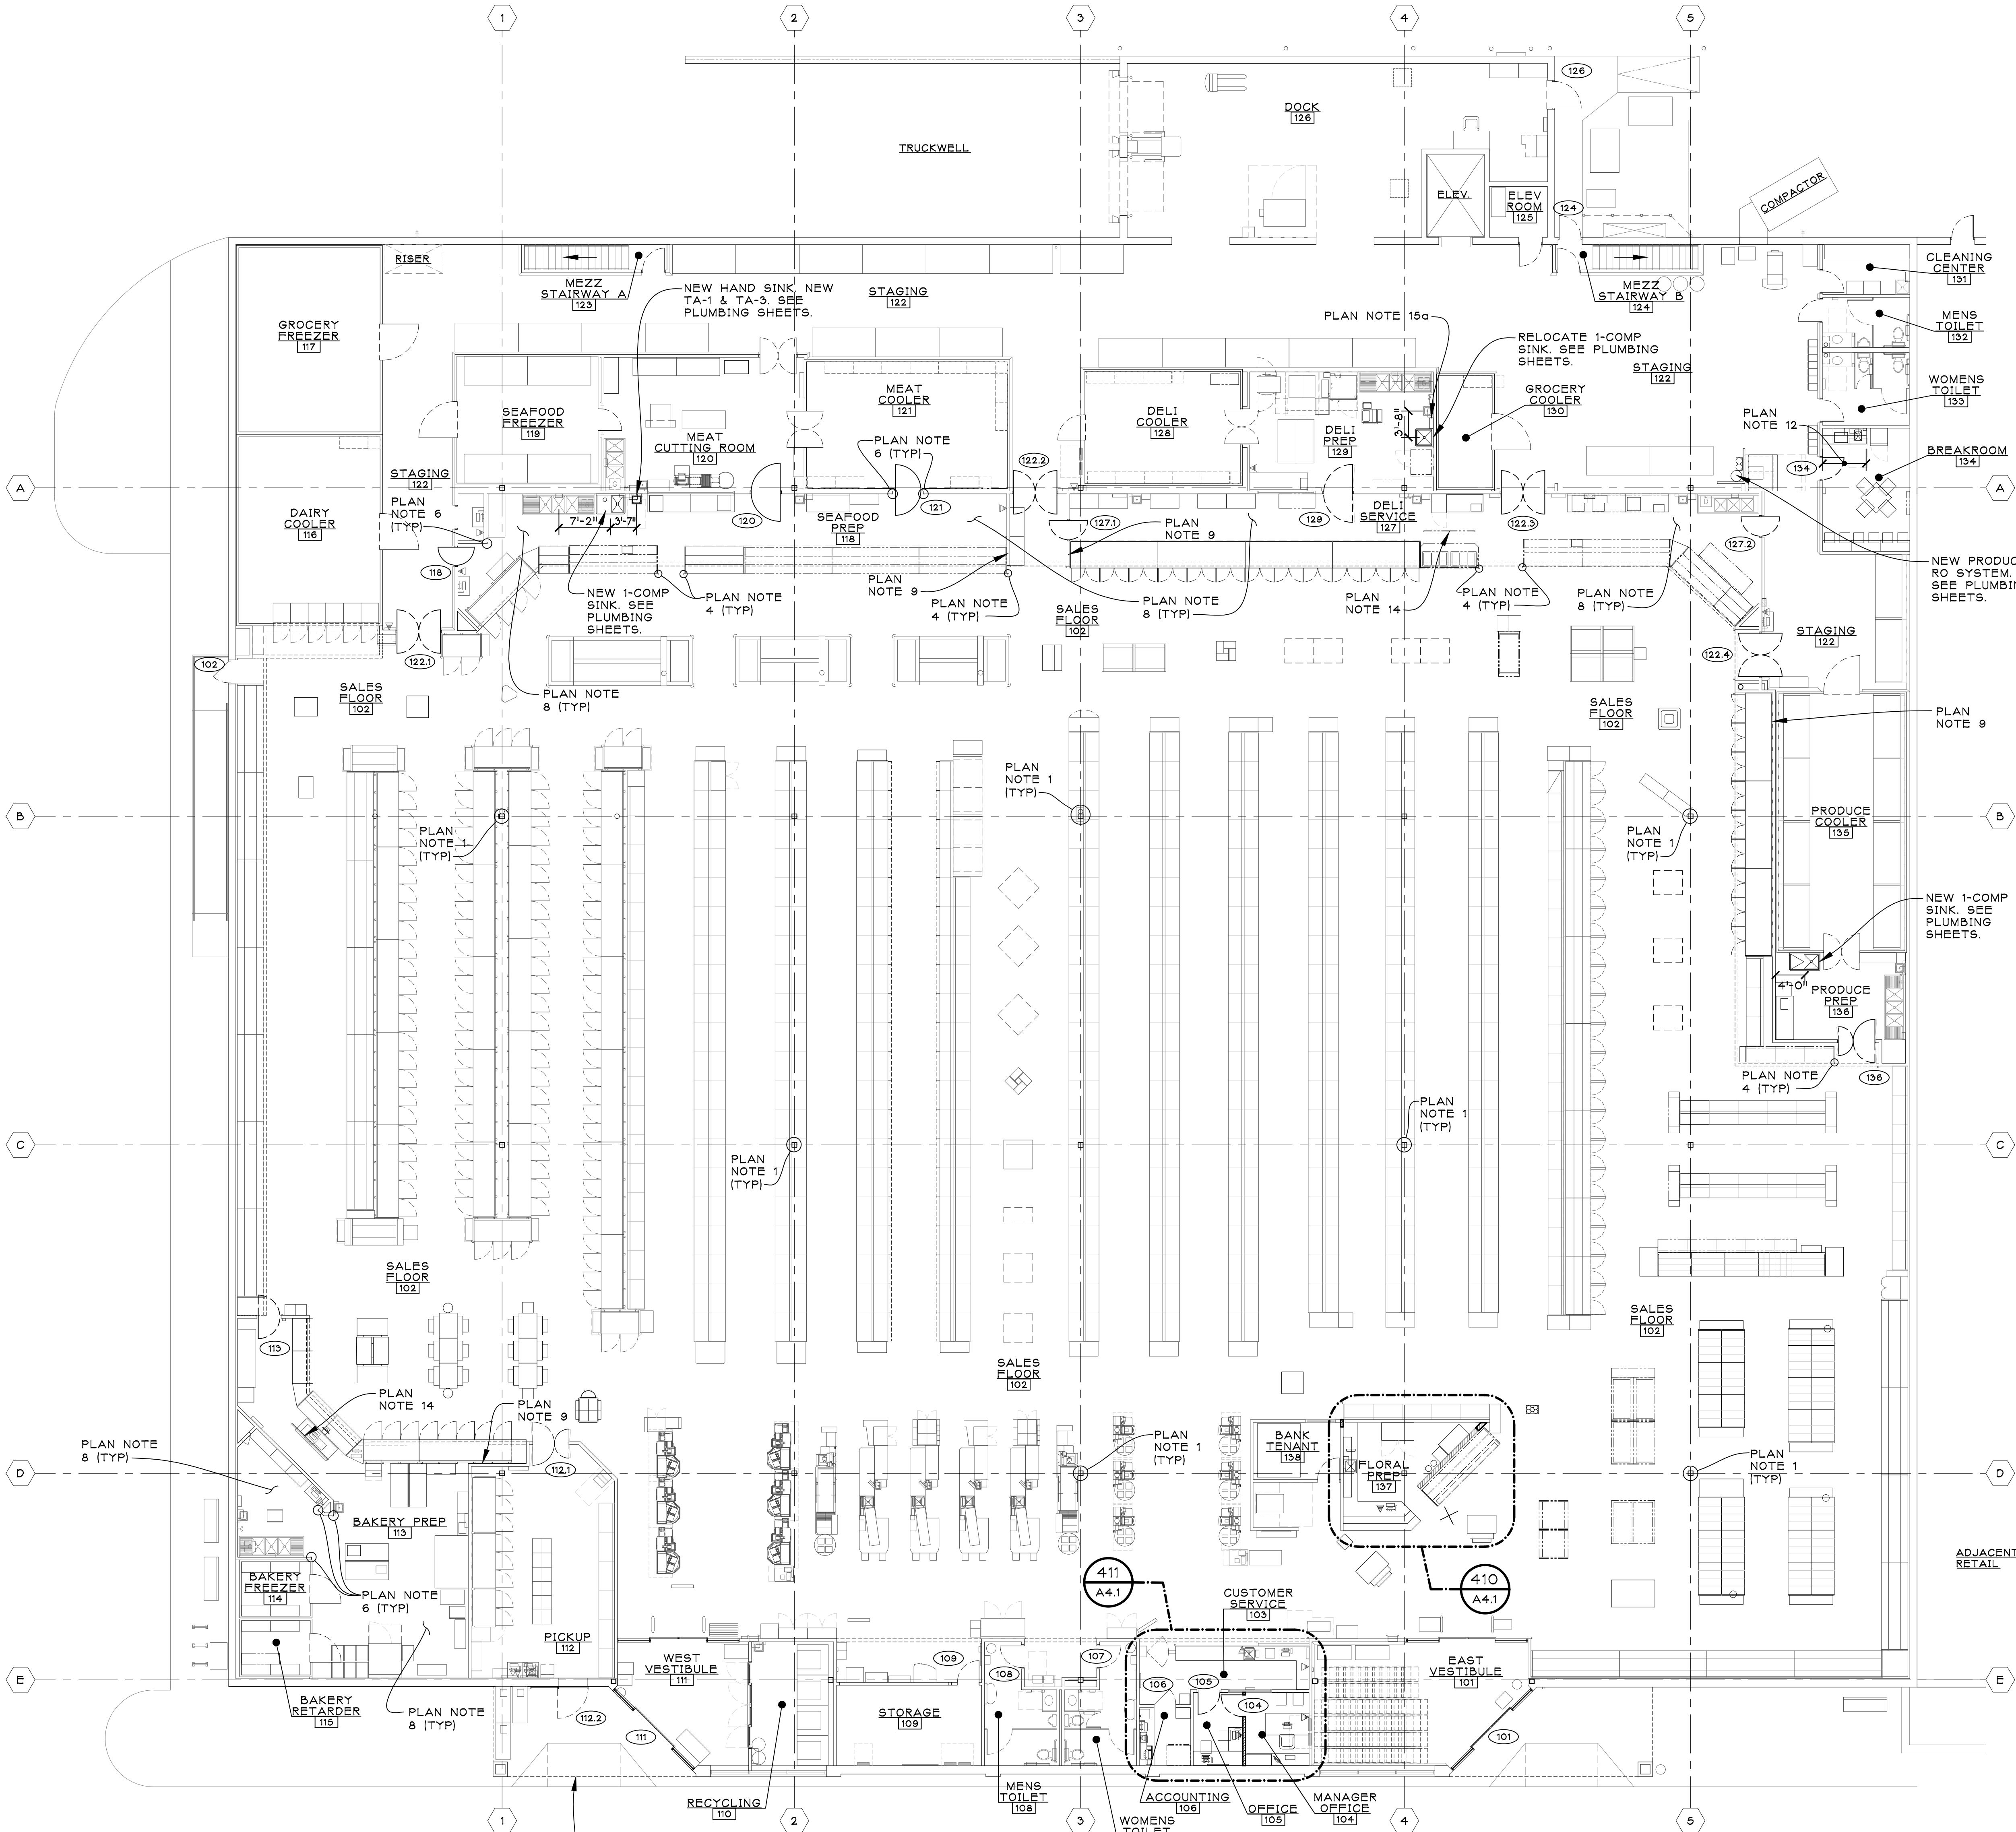 1
2
3
4
5
126
DOCK
126
TRUCKWELL
ELEV.
ELEV
ROOM
125
124
COMPACTOR
RISER
MEZZ
STAIRWAY A
123
NEW HAND SINK. NEW
TA-1 & TA-3. SEE
PLUMBING SHEETS.
STAGING
122
MEZZ
STAIRWAY B
124
CLEANING
CENTER
131
GROCERY
FREEZER
117
PLAN NOTE 15a
RELOCATE 1-COMP
SINK. SEE PLUMBING
SHEETS.
STAGING
122
MENS
TOILET
132
WOMENS
TOILET
133
SEAFOOD
FREEZER
119
MEAT
CUTTING ROOM
120
MEAT
COOLER
121
DELI
COOLER
128
DELI
PREP
129
3'-8"
GROCERY
COOLER
130
PLAN
NOTE 12
BREAKROOM
134
134
PLAN NOTE
6 (TYP)
STAGING
122
122.2
A
A
PLAN
NOTE 6
(TYP)
DAIRY
COOLER
116
7'-2"
3'-7"
120
SEAFOOD
PREP
118
121
127.1
PLAN
NOTE 9
129
DELI
SERVICE
127
122.3
127.2
118
NEW 1-COMP
SINK. SEE
PLUMBING
SHEETS.
PLAN NOTE
4 (TYP)
PLAN
NOTE 9
PLAN NOTE
4 (TYP)
SALES
FLOOR
102
PLAN NOTE
8 (TYP)
PLAN
NOTE 14
PLAN NOTE
4 (TYP)
PLAN NOTE
8 (TYP)
NEW PRODUC
RO SYSTEM.
SEE PLUMBIN
SHEETS.
STAGING
122
122.1
102
122.4
SALES
FLOOR
102
PLAN NOTE
8 (TYP)
SALES
FLOOR
102
PLAN
NOTE 9
PLAN
NOTE 1
(TYP)
B
B
PLAN
NOTE 1
(TYP)
PLAN
NOTE 1
(TYP)
PRODUCE
COOLER
135
NEW 1-COMP
SINK. SEE
PLUMBING
SHEETS.
4'-0"
PRODUCE
PREP
136
PLAN NOTE
4 (TYP)
136
PLAN
NOTE 1
(TYP)
C
C
PLAN
NOTE 1
(TYP)
SALES
FLOOR
102
SALES
FLOOR
102
113
SALES
FLOOR
102
PLAN
NOTE 14
PLAN
NOTE 9
PLAN NOTE
8 (TYP)
112.1
PLAN
NOTE 1
(TYP)
BANK
TENANT
138
FLORAL
PREP
137
PLAN
NOTE 1
(TYP)
D
D
BAKERY PREP
113
BAKERY
FREEZER
114
PLAN NOTE
6 (TYP)
411
A4.1
410
A4.1
CUSTOMER
SERVICE
103
ADJACENT
RETAIL
PICKUP
112
WEST
VESTIBULE
111
109
108
107
106
105
104
EAST
VESTIBULE
101
E
E
BAKERY
RETARDER
115
PLAN NOTE
8 (TYP)
112.2
111
STORAGE
109
101
RECYCLING
110
MENS
TOILET
108
WOMENS
TOILET
ACCOUNTING
106
OFFICE
105
MANAGER
OFFICE
104
1
2
3
4
5